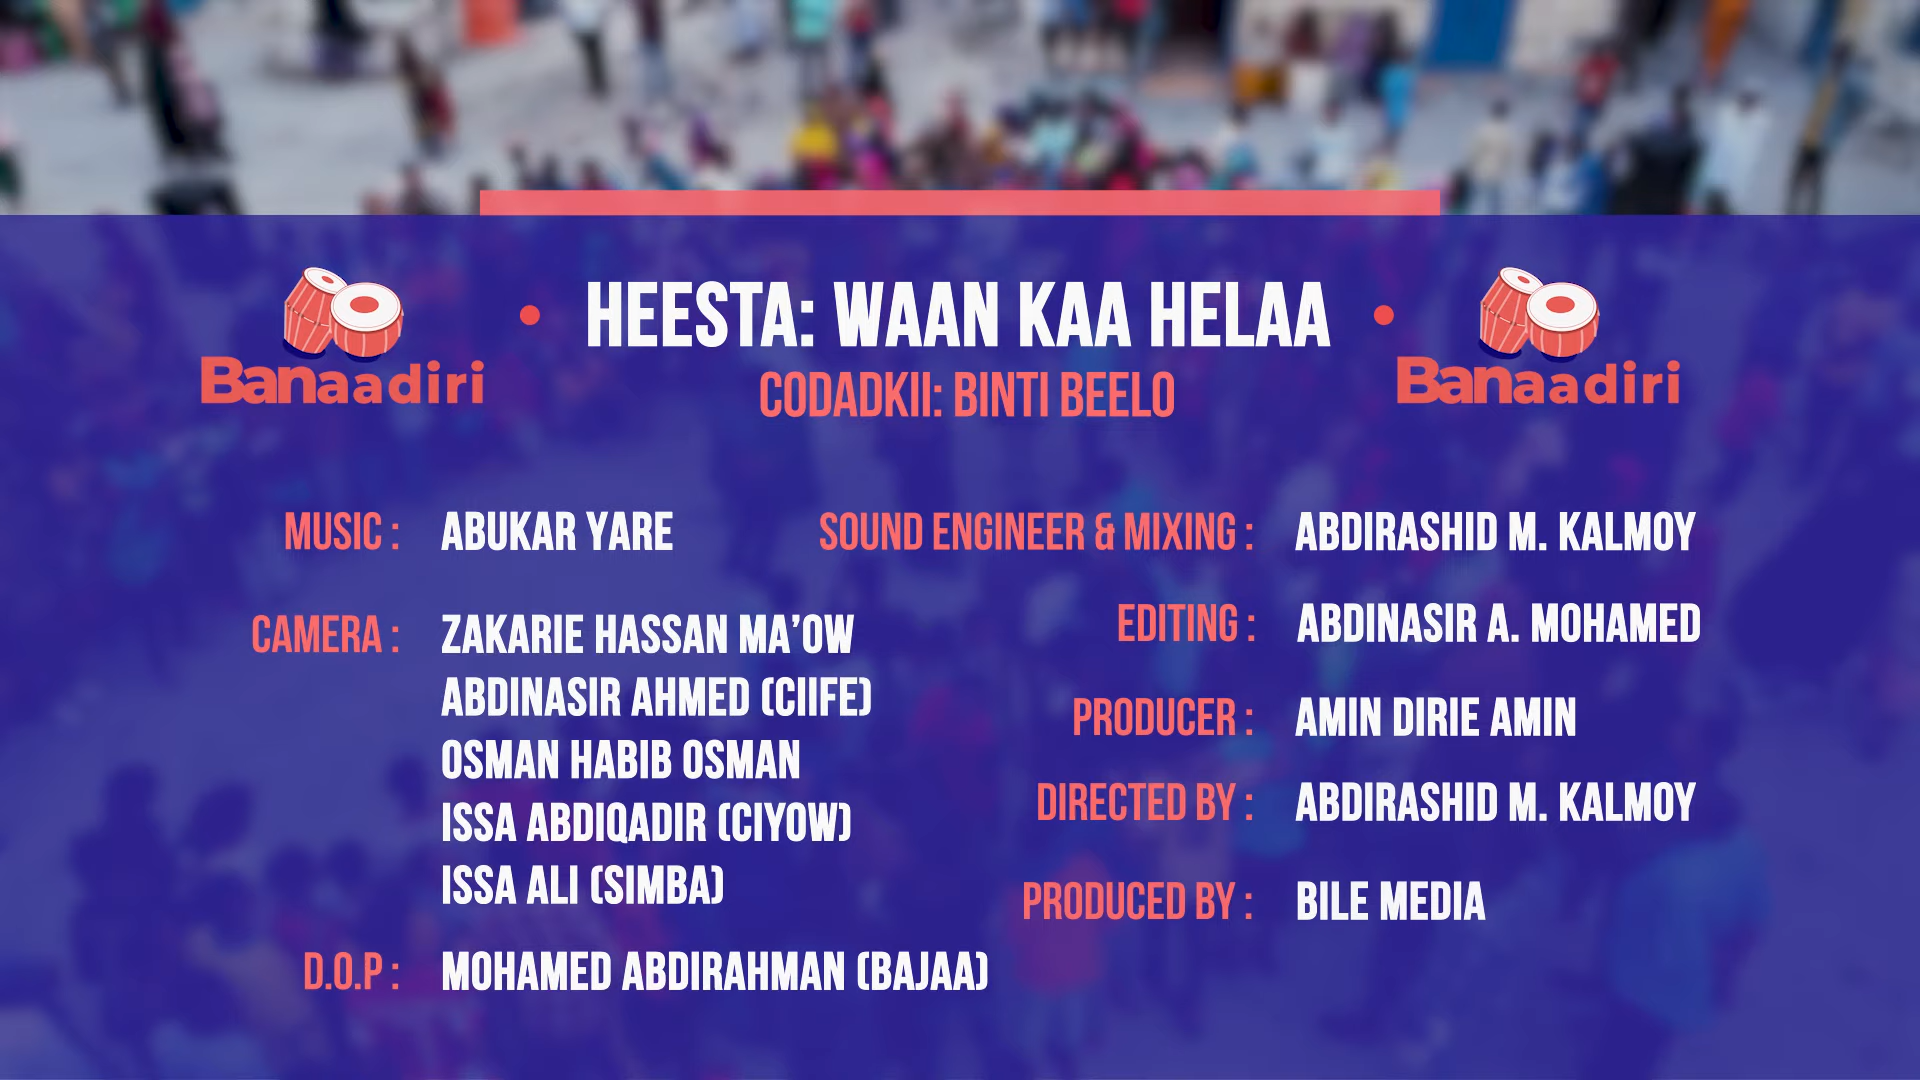 Banaadiri
HEESTA: WAAN KAA HELAA
Banaadiri
CODADKII: BINTI BEELO
MUSIC : ABUKAR YARE
CAMERA : ZAKARIE HASSAN MA’OW
ABDINASIR AHMED (CIIFE)
OSMAN HABIB OSMAN
ISSA ABDIQADIR (CIYOW)
ISSA ALI (SIMBA)
D.O.P : MOHAMED ABDIRAHMAN (BAJAA)
SOUND ENGINEER & MIXING : ABDIRASHID M. KALMOY
EDITING : ABDINASIR A. MOHAMED
PRODUCER : AMIN DIRIE AMIN
DIRECTED BY : ABDIRASHID M. KALMOY
PRODUCED BY : BILE MEDIA